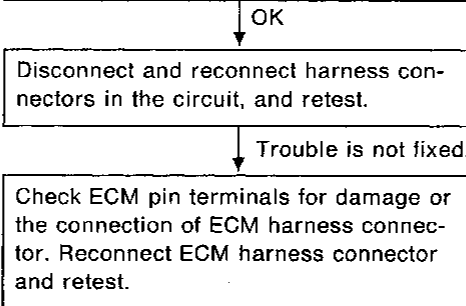 OK
Disconnect and reconnect harness con-
nectors in the circuit, and retest.
Trouble is not fixed.
Check ECM pin terminals for damage or
the connection of ECM harness connec-
tor. Reconnect ECM harness connector
and retest.